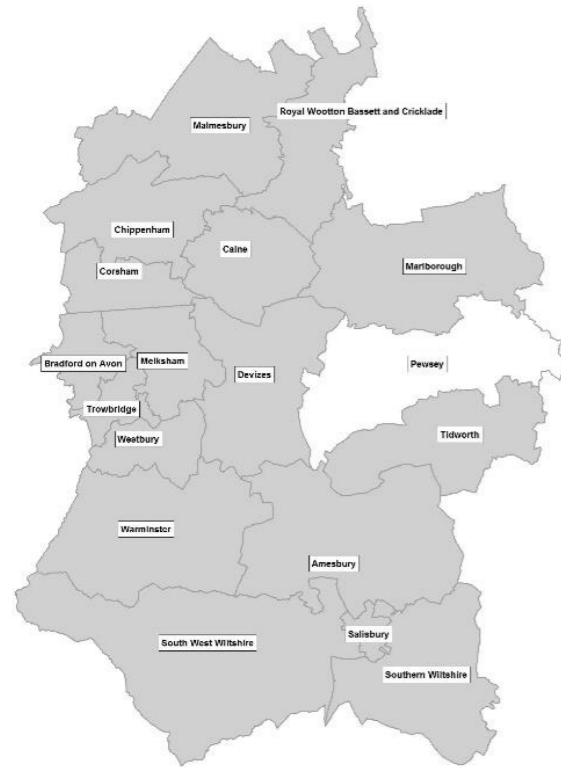 Royal Wootton Bassett and Cricklade
Malmesbury
Chippenham
Calne
Corsham
Marlborough
Bradford on Avon
Melksham
Devizes
Pewsey
Trowbridge
Westbury
Tidworth
Warminster
Amesbury
South West Wiltshire
Salisbury
Southern Wiltshire